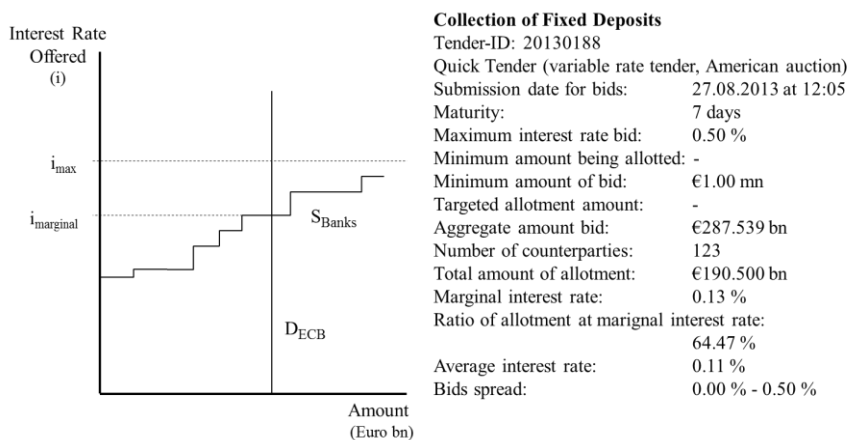 Interest Rate
Offered
(i)
i_max
i_marginal
S_Banks
D_ECB
Amount
(Euro bn)
Collection of Fixed Deposits
Tender-ID: 20130188
Quick Tender (variable rate tender, American auction)
Submission date for bids: 27.08.2013 at 12:05
Maturity: 7 days
Maximum interest rate bid: 0.50 %
Minimum amount being allotted: -
Minimum amount of bid: €1.00 mn
Targeted allotment amount: -
Aggregate amount bid: €287.539 bn
Number of counterparties: 123
Total amount of allotment: €190.500 bn
Marginal interest rate: 0.13 %
Ratio of allotment at marignal interest rate:
64.47 %
Average interest rate: 0.11 %
Bids spread: 0.00 % - 0.50 %